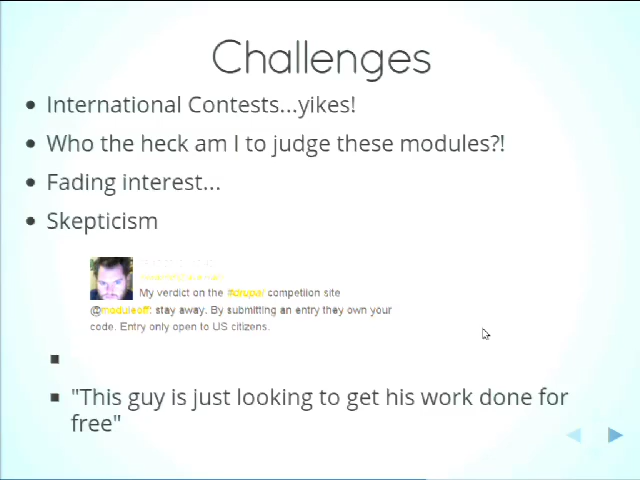 Challenges
International Contests...yikes!
Who the heck am I to judge these modules?!
Fading interest...
Skepticism
My verdict on the #drupal competiion site
@moduleoff: stay away. By submitting an entry they own your
code. Entry only open to US citizens.
"This guy is just looking to get his work done for
free"